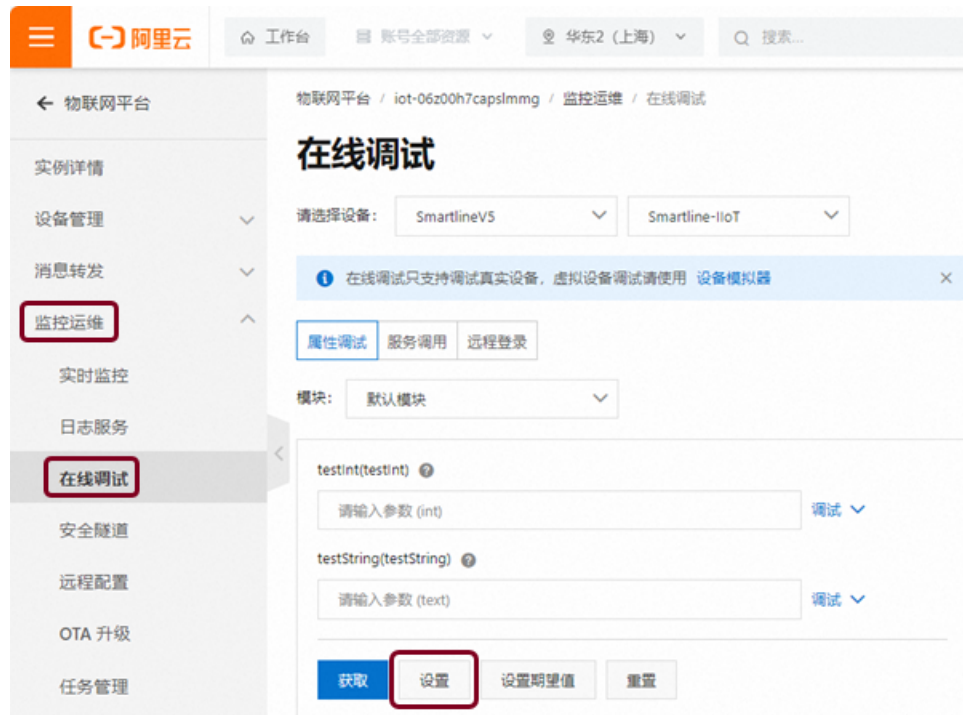 阿里云 工作台 账号全部资源 华东2（上海） 搜索...
物联网平台
实例详情
设备管理
消息转发
监控运维
实时监控
日志服务
在线调试
安全隧道
远程配置
OTA 升级
任务管理
物联网平台 / iot-06z00h7capslmmg / 监控运维 / 在线调试
在线调试
请选择设备： SmartlineV5 Smartline-IIoT
在线调试只支持调试真实设备，虚拟设备调试请使用 设备模拟器
属性调试 服务调用 远程登录
模块： 默认模块
testInt(testInt)
请输入参数 (int) 调试
testString(testString)
请输入参数 (text) 调试
获取 设置 设置期望值 重置